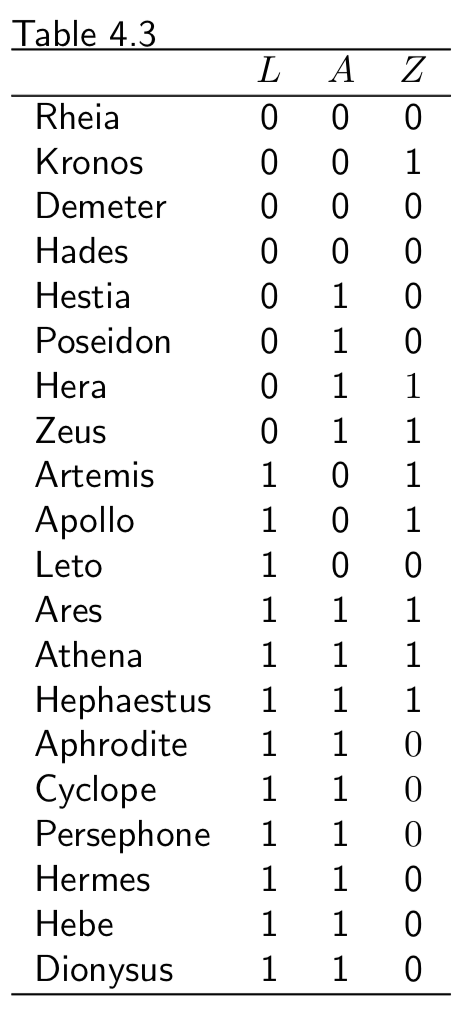 Table 4.3
L A Z
Rheia 0 0 0
Kronos 0 0 1
Demeter 0 0 0
Hades 0 0 0
Hestia 0 1 0
Poseidon 0 1 0
Hera 0 1 1
Zeus 0 1 1
Artemis 1 0 1
Apollo 1 0 1
Leto 1 0 0
Ares 1 1 1
Athena 1 1 1
Hephaestus 1 1 1
Aphrodite 1 1 0
Cyclope 1 1 0
Persephone 1 1 0
Hermes 1 1 0
Hebe 1 1 0
Dionysus 1 1 0